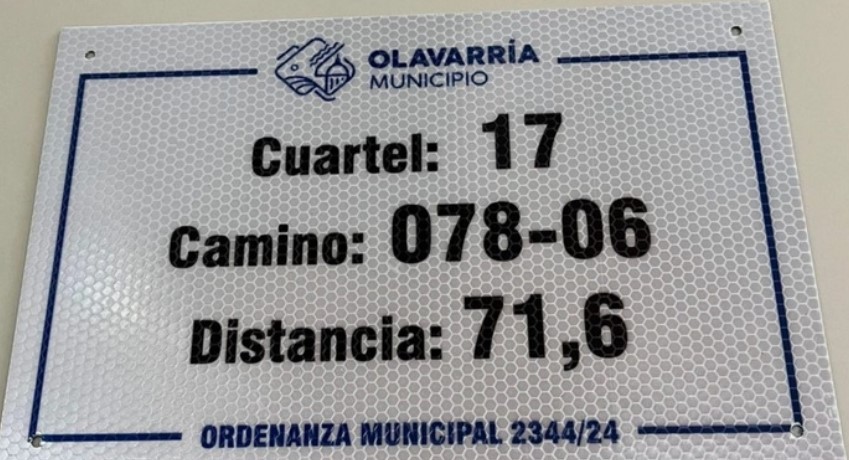 OLAVARRÍA
MUNICIPIO
Cuartel: 17
Camino: 078-06
Distancia: 71,6
ORDENANZA MUNICIPAL 2344/24